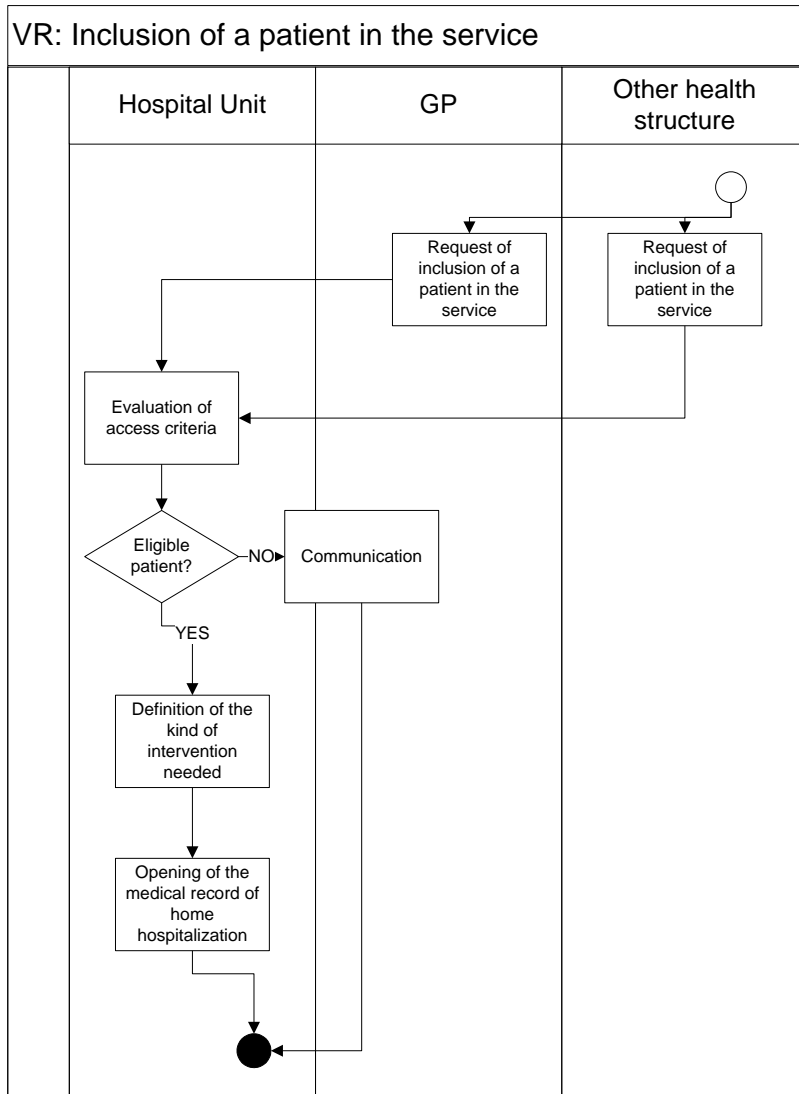 VR: Inclusion of a patient in the service
Hospital Unit
GP
Other health
structure
Request of
inclusion of a
patient in the
service
Request of
inclusion of a
patient in the
service
Evaluation of
access criteria
Eligible
patient?
NO
Communication
YES
Definition of the
kind of
intervention
needed
Opening of the
medical record of
home
hospitalization